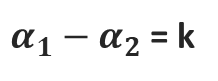 α₁ − α₂ = k